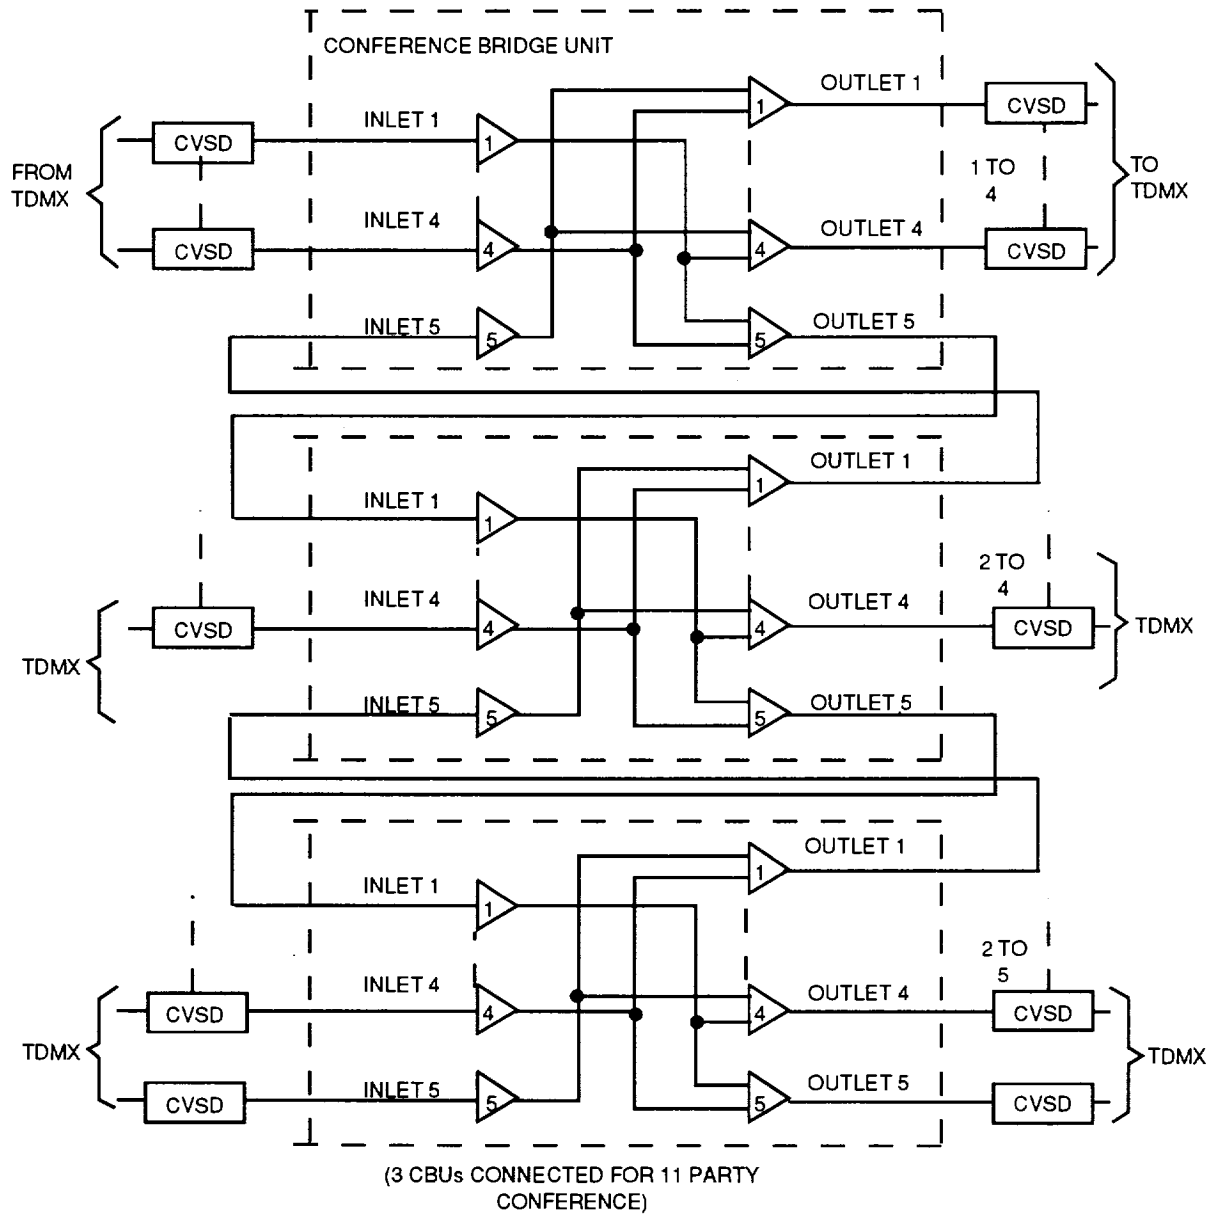 CONFERENCE BRIDGE UNIT
OUTLET 1
INLET 1
1
1
CVSD
CVSD
FROM
TDMX
1 TO
4
TO
TDMX
INLET 4
4
4
OUTLET 4
CVSD
CVSD
INLET 5
5
5
OUTLET 5
OUTLET 1
1
INLET 1
1
2 TO
4
INLET 4
4
4
OUTLET 4
CVSD
CVSD
TDMX
TDMX
INLET 5
5
5
OUTLET 5
OUTLET 1
1
INLET 1
1
2 TO
5
INLET 4
4
4
OUTLET 4
CVSD
CVSD
TDMX
TDMX
INLET 5
5
5
OUTLET 5
CVSD
CVSD
(3 CBUs CONNECTED FOR 11 PARTY
CONFERENCE)